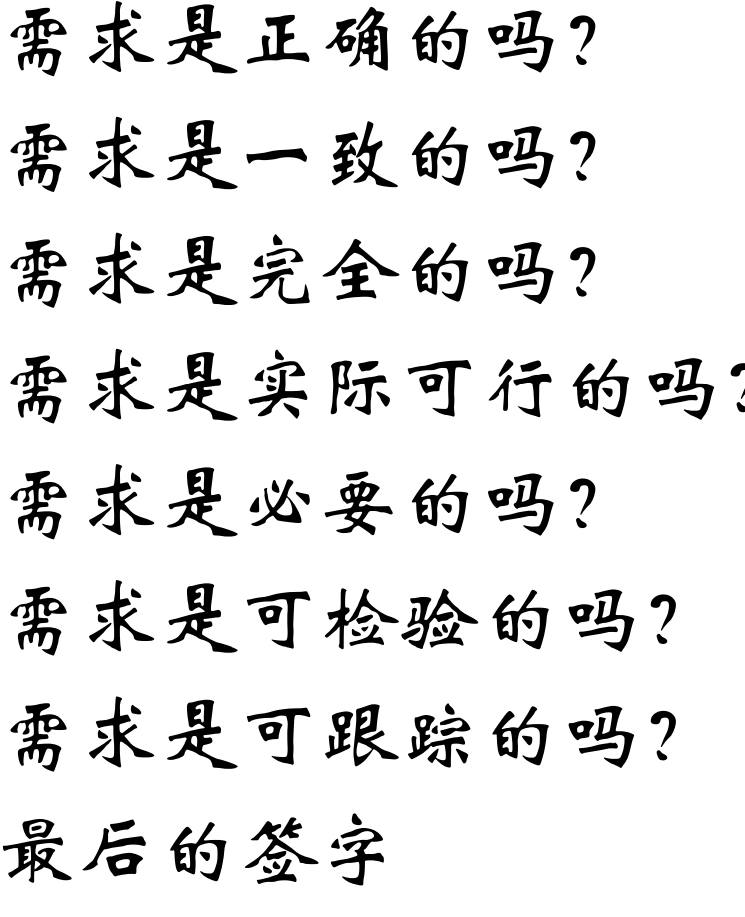 需求是正确的吗?
需求是一致的吗?
需求是完全的吗?
需求是实际可行的吗?
需求是必要的吗?
需求是可检验的吗?
需求是可跟踪的吗?
最后的签字